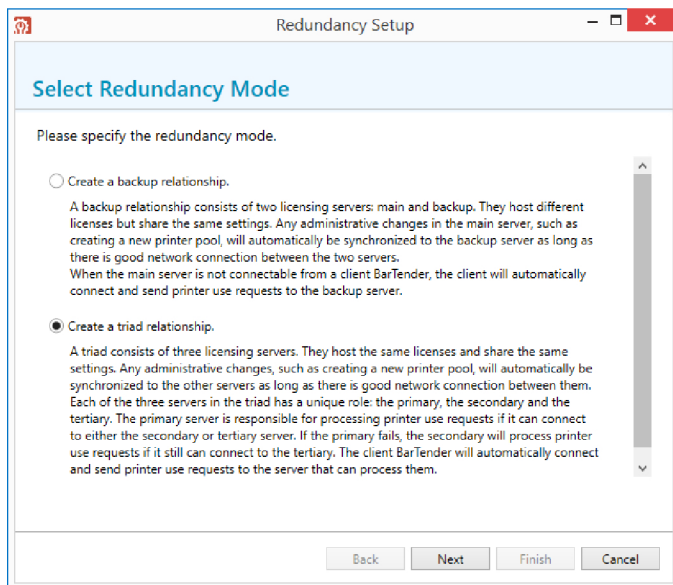 Redundancy Setup
Select Redundancy Mode
Please specify the redundancy mode.
Create a backup relationship.
A backup relationship consists of two licensing servers: main and backup. They host different
licenses but share the same settings. Any administrative changes in the main server, such as
creating a new printer pool, will automatically be synchronized to the backup server as long as
there is good network connection between the two servers.
When the main server is not connectable from a client BarTender, the client will automatically
connect and send printer use requests to the backup server.
Create a triad relationship.
A triad consists of three licensing servers. They host the same licenses and share the same
settings. Any administrative changes, such as creating a new printer pool, will automatically be
synchronized to the other servers as long as there is good network connection between them.
Each of the three servers in the triad has a unique role: the primary, the secondary and the
tertiary. The primary server is responsible for processing printer use requests if it can connect
to either the secondary or tertiary server. If the primary fails, the secondary will process printer
use requests if it still can connect to the tertiary. The client BarTender will automatically connect
and send printer use requests to the server that can process them.
Back Next Finish Cancel